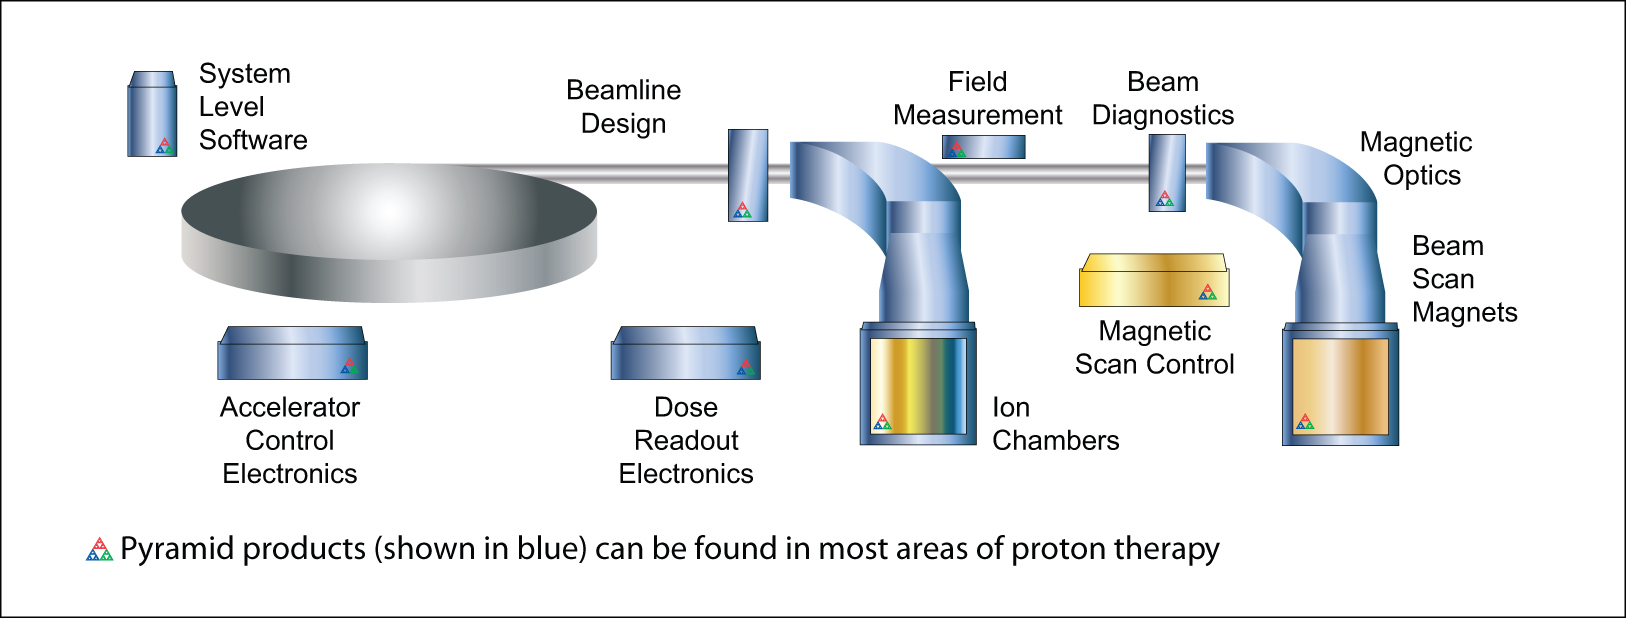 System
Level
Software
Beamline
Design
Field
Measurement
Beam
Diagnostics
Magnetic
Optics
Beam
Scan
Magnets
Magnetic
Scan Control
Accelerator
Control
Electronics
Dose
Readout
Electronics
Ion
Chambers
Pyramid products (shown in blue) can be found in most areas of proton therapy